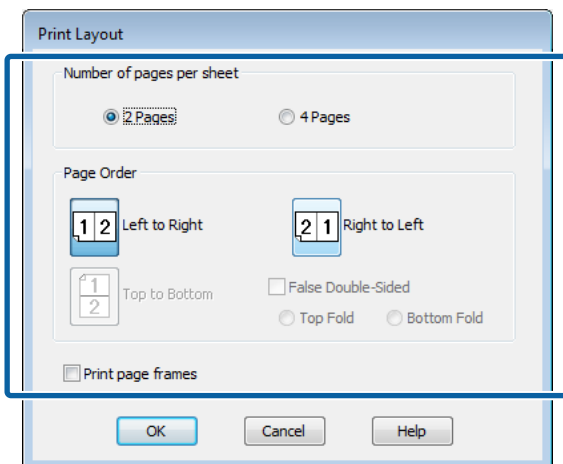 Print Layout
Number of pages per sheet
2 Pages 4 Pages
Page Order
1 2 Left to Right 2 1 Right to Left
1
2 Top to Bottom False Double-Sided
Top Fold Bottom Fold
Print page frames
OK Cancel Help